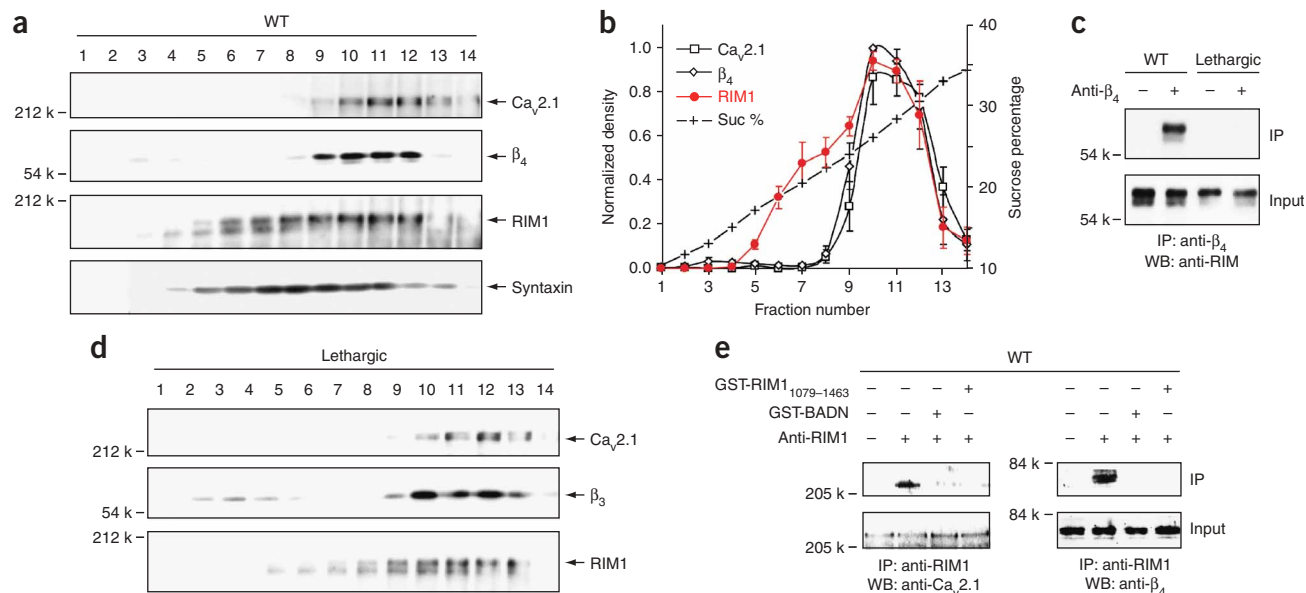 a
WT
1 2 3 4 5 6 7 8 9 10 11 12 13 14
212 k
Cav2.1
54 k
β4
212 k
RIM1
Syntaxin
b
Cav2.1
β4
RIM1
Suc %
Normalized density
1.0
0.8
0.6
0.4
0.2
0.0
40
30
20
10
Sucrose percentage
1 3 5 7 9 11 13
Fraction number
c
WT Lethargic
Anti-β4 – + – +
54 k
IP
54 k
Input
IP: anti-β4
WB: anti-RIM
d
Lethargic
1 2 3 4 5 6 7 8 9 10 11 12 13 14
212 k
Cav2.1
54 k
β3
212 k
RIM1
e
WT
GST-RIM11079–1463 – – – + – – – +
GST-BADN – – + – – – + –
Anti-RIM1 – + + + – + + +
205 k
84 k
IP
205 k
84 k
Input
IP: anti-RIM1
WB: anti-Cav2.1
IP: anti-RIM1
WB: anti-β4